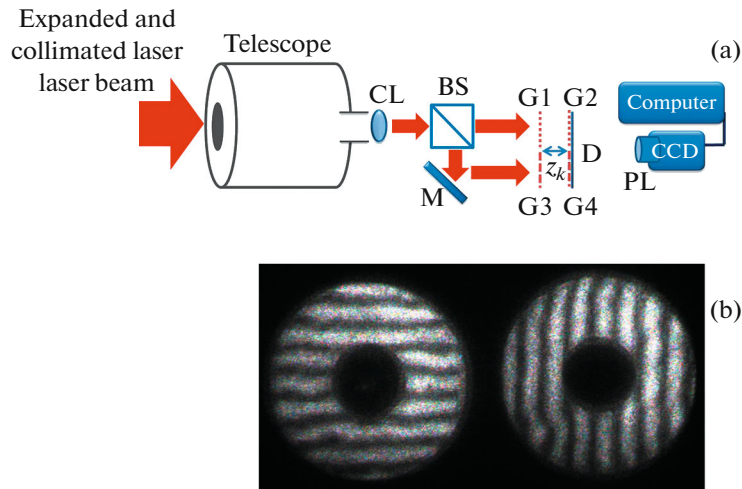 Expanded and
collimated laser
laser beam
Telescope
(a)
CL
BS
G1
G2
Computer
D
CCD
z_k
PL
M
G3
G4
(b)